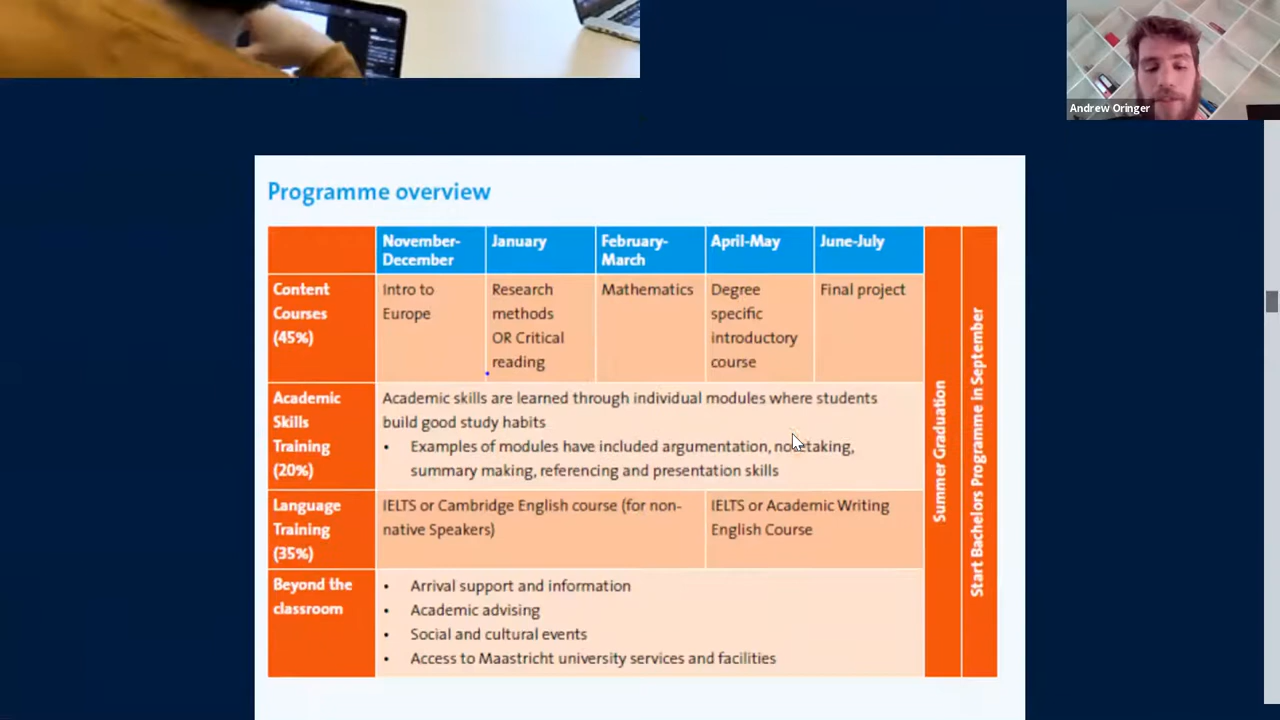 Andrew Oringer
Programme overview
November-
December
January
February-
March
April-May
June-July
Content
Courses
(45%)
Intro to
Europe
Research
methods
OR Critical
reading
Mathematics
Degree
specific
introductory
course
Final project
Academic
Skills
Training
(20%)
Academic skills are learned through individual modules where students
build good study habits
• Examples of modules have included argumentation, notetaking,
summary making, referencing and presentation skills
Language
Training
(35%)
IELTS or Cambridge English course (for non-
native Speakers)
IELTS or Academic Writing
English Course
Beyond the
classroom
• Arrival support and information
• Academic advising
• Social and cultural events
• Access to Maastricht university services and facilities
Summer Graduation
Start Bachelors Programme in September